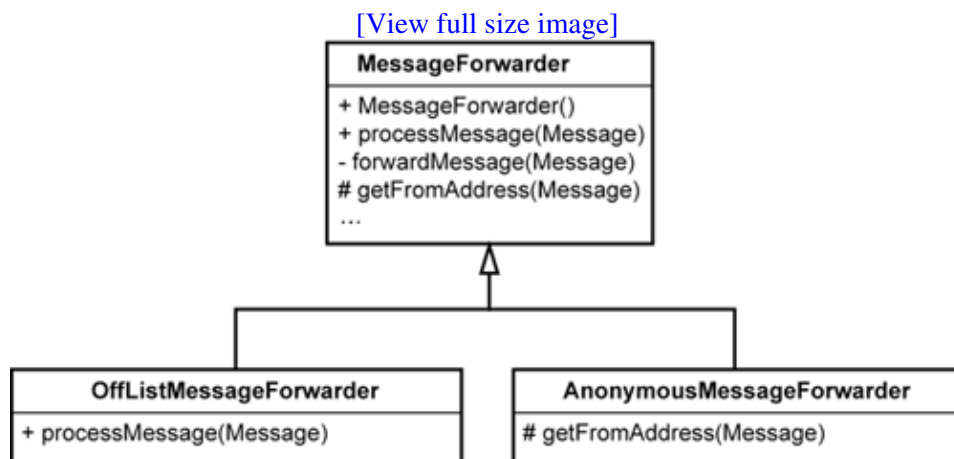 [View full size image]
MessageForwarder
+ MessageForwarder()
+ processMessage(Message)
- forwardMessage(Message)
# getFromAddress(Message)
...
OffListMessageForwarder
+ processMessage(Message)
AnonymousMessageForwarder
# getFromAddress(Message)